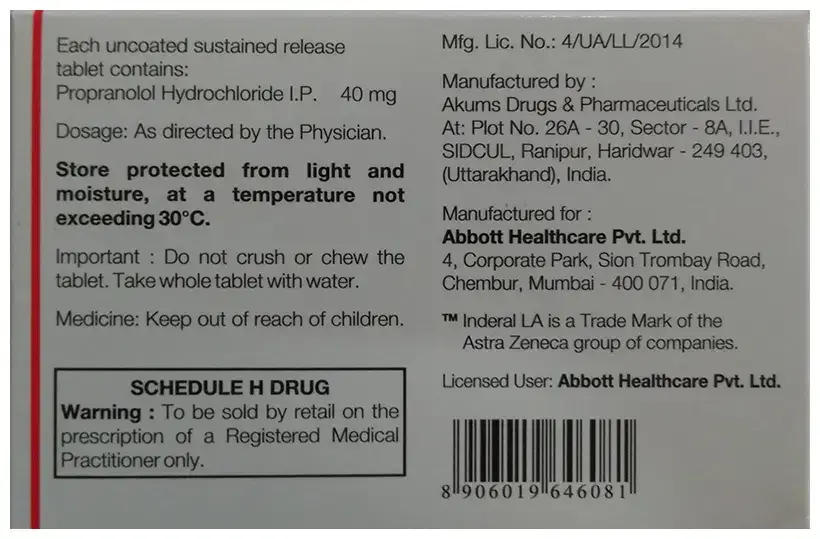 Each uncoated sustained release
tablet contains:
Propranolol Hydrochloride I.P. 40 mg
Dosage: As directed by the Physician.
Store protected from light and
moisture, at a temperature not
exceeding 30°C.
Important : Do not crush or chew the
tablet. Take whole tablet with water.
Medicine: Keep out of reach of children.
SCHEDULE H DRUG
Warning : To be sold by retail on the
prescription of a Registered Medical
Practitioner only.
Mfg. Lic. No.: 4/UA/LL/2014
Manufactured by :
Akums Drugs & Pharmaceuticals Ltd.
At: Plot No. 26A - 30, Sector - 8A, I.I.E.,
SIDCUL, Ranipur, Haridwar - 249 403,
(Uttarakhand), India.
Manufactured for :
Abbott Healthcare Pvt. Ltd.
4, Corporate Park, Sion Trombay Road,
Chembur, Mumbai - 400 071, India.
™ Inderal LA is a Trade Mark of the
Astra Zeneca group of companies.
Licensed User: Abbott Healthcare Pvt. Ltd.
8 906019 646081